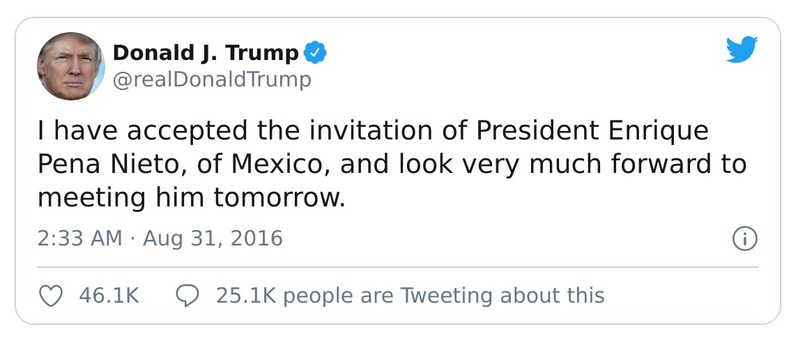 Donald J. Trump
@realDonaldTrump
I have accepted the invitation of President Enrique
Pena Nieto, of Mexico, and look very much forward to
meeting him tomorrow.
2:33 AM · Aug 31, 2016
46.1K 25.1K people are Tweeting about this